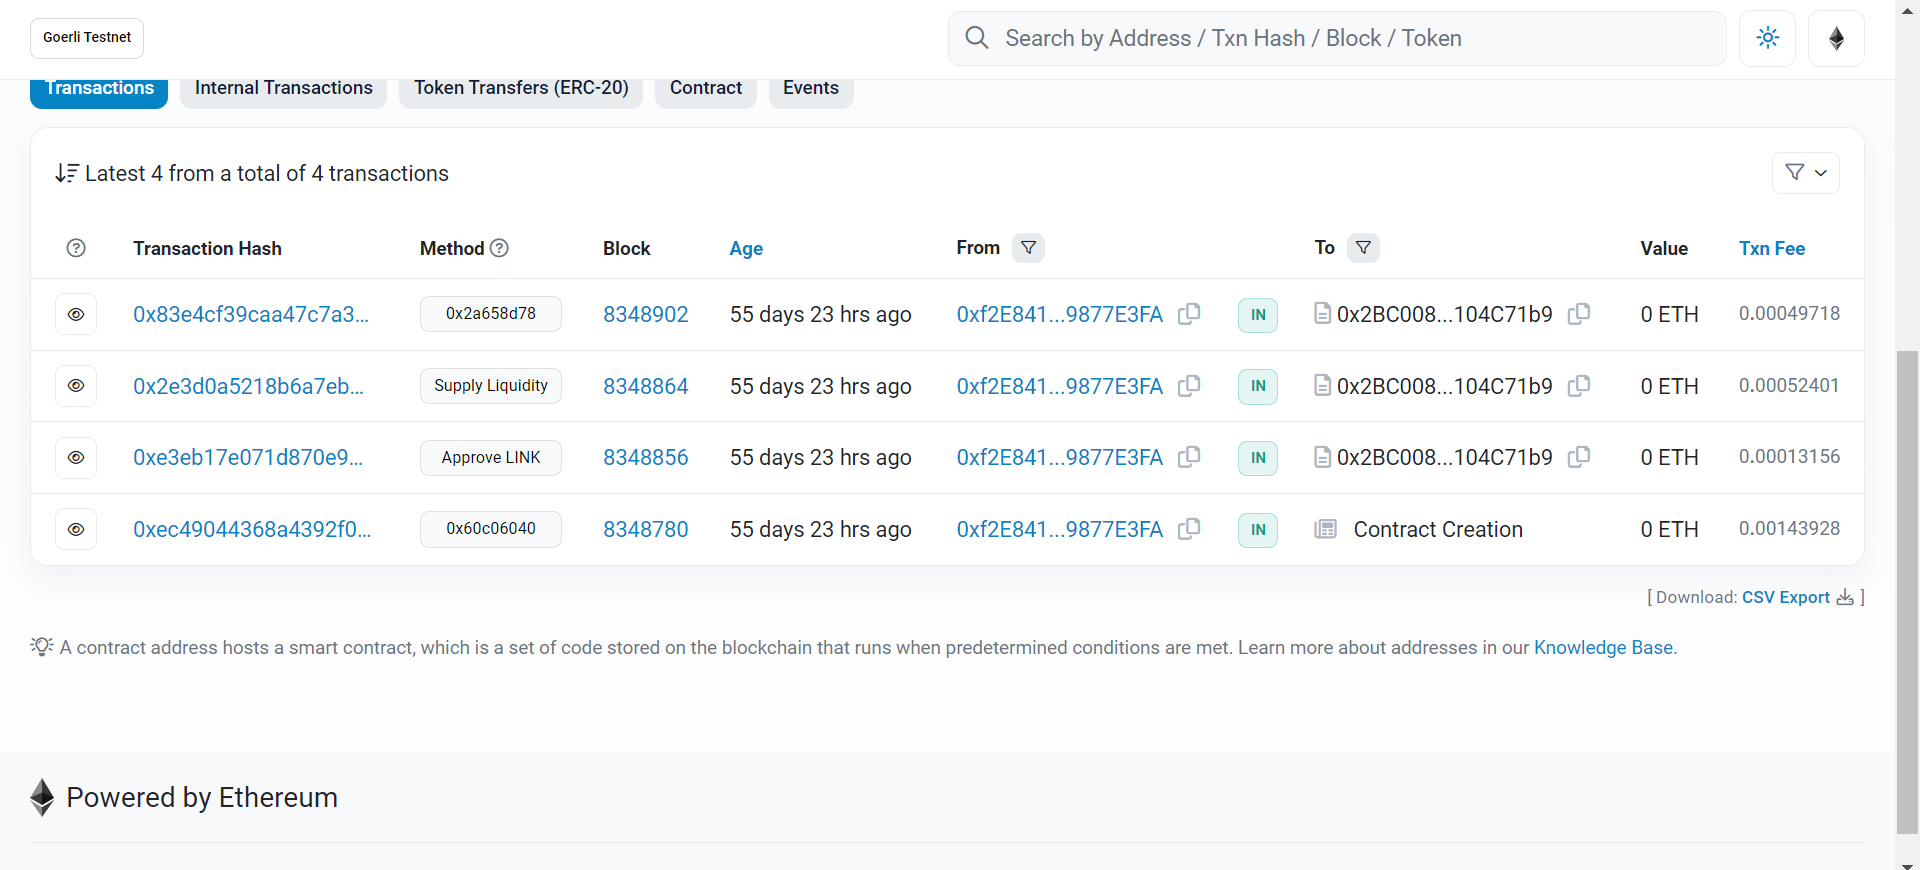 Goerli Testnet
Search by Address / Txn Hash / Block / Token
Transactions Internal Transactions Token Transfers (ERC-20) Contract Events
Latest 4 from a total of 4 transactions
Transaction Hash Method Block Age From To Value Txn Fee
0x83e4cf39caa47c7a3... 0x2a658d78 8348902 55 days 23 hrs ago 0xf2E841...9877E3FA IN 0x2BC008...104C71b9 0 ETH 0.00049718
0x2e3d0a5218b6a7eb... Supply Liquidity 8348864 55 days 23 hrs ago 0xf2E841...9877E3FA IN 0x2BC008...104C71b9 0 ETH 0.00052401
0xe3eb17e071d870e9... Approve LINK 8348856 55 days 23 hrs ago 0xf2E841...9877E3FA IN 0x2BC008...104C71b9 0 ETH 0.00013156
0xec49044368a4392f0... 0x60c06040 8348780 55 days 23 hrs ago 0xf2E841...9877E3FA IN Contract Creation 0 ETH 0.00143928
[ Download: CSV Export ]
A contract address hosts a smart contract, which is a set of code stored on the blockchain that runs when predetermined conditions are met. Learn more about addresses in our Knowledge Base.
Powered by Ethereum